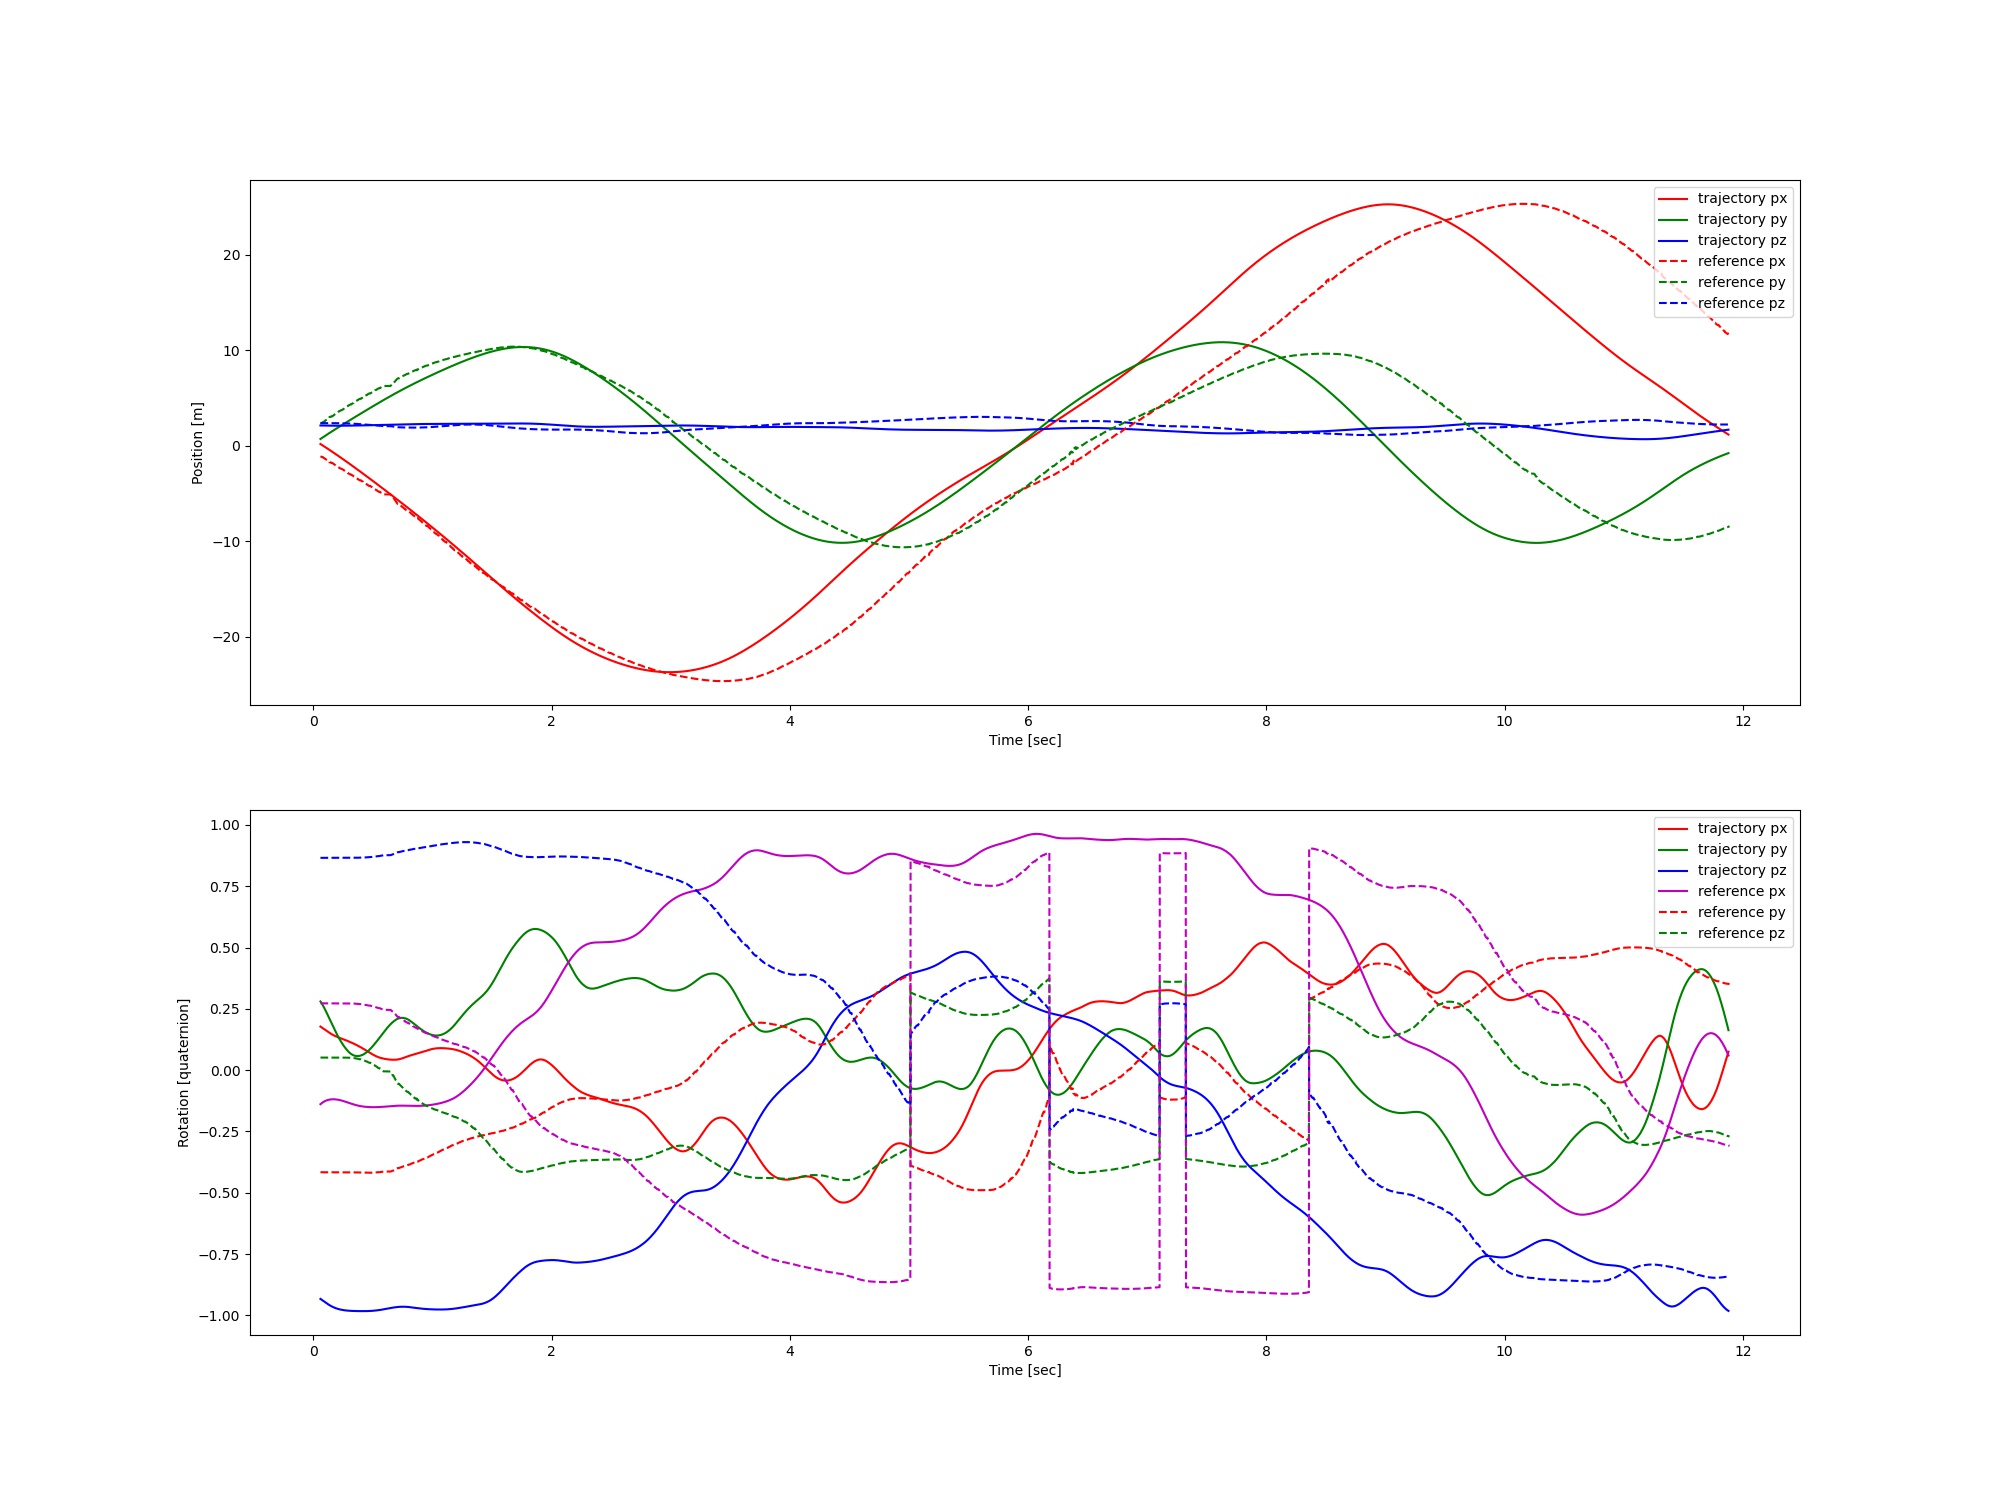 trajectory px
trajectory py
trajectory pz
reference px
reference py
reference pz
Position [m]
20
10
0
−10
−20
0 2 4 6 8 10 12
Time [sec]
trajectory px
trajectory py
trajectory pz
reference px
reference py
reference pz
Rotation [quaternion]
1.00
0.75
0.50
0.25
0.00
−0.25
−0.50
−0.75
−1.00
0 2 4 6 8 10 12
Time [sec]